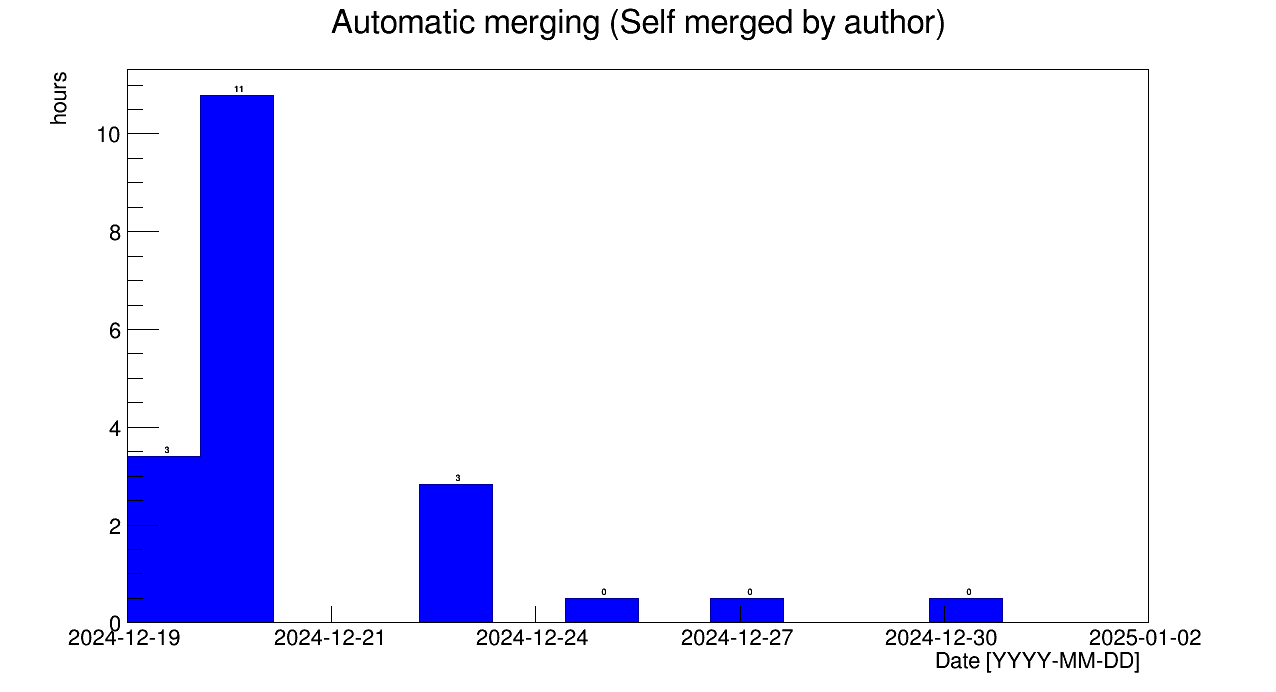 Automatic merging (Self merged by author)
hours
11
10
8
6
4
3
3
2
0 0 0
0
2024-12-19 2024-12-21 2024-12-24 2024-12-27 2024-12-30 2025-01-02
Date [YYYY-MM-DD]